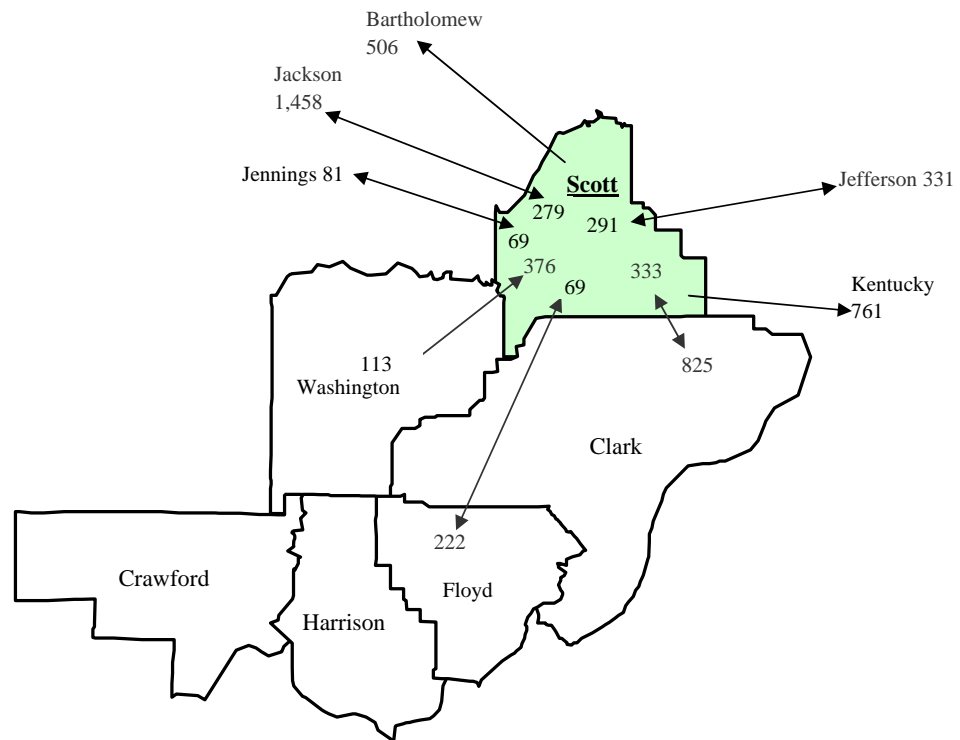 Bartholomew
506
Jackson
1,458
Jennings 81
Scott
Jefferson 331
279
291
69
376
333
69
Kentucky
761
113
Washington
825
Clark
222
Crawford
Floyd
Harrison